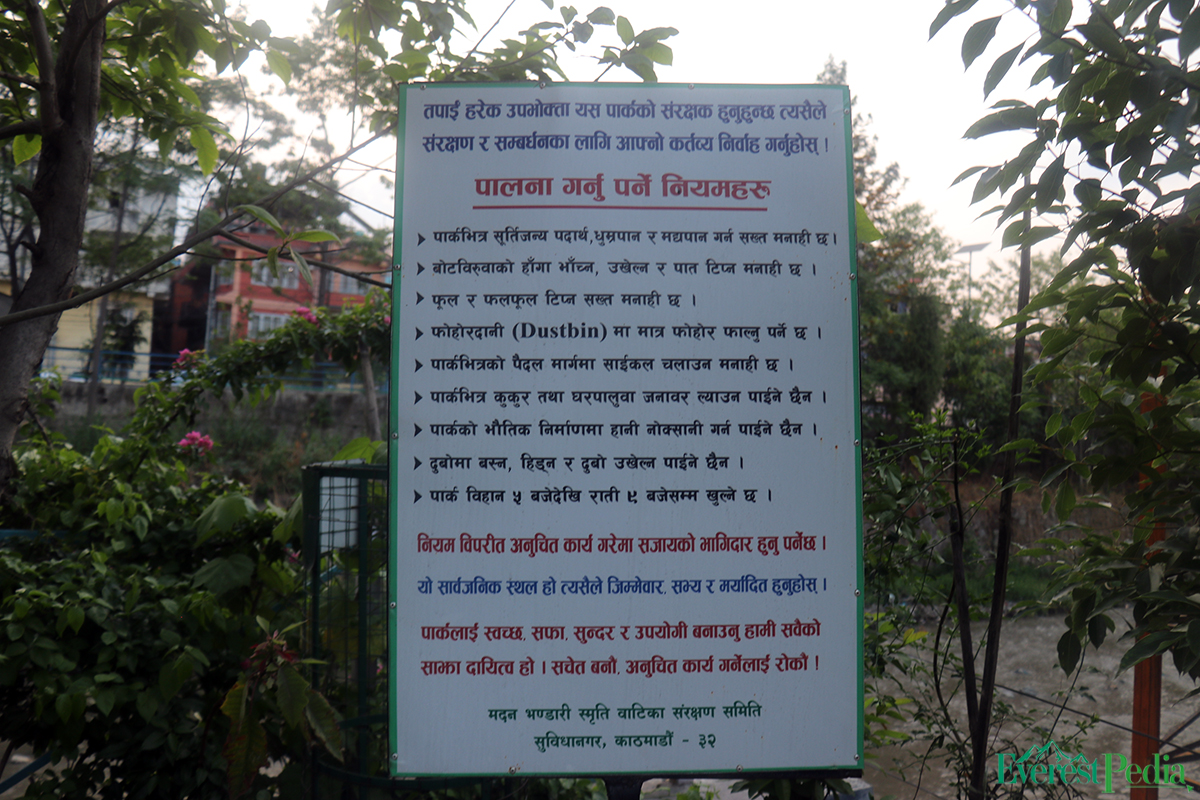 तपाईं हरेक उपभोक्ता यस पार्कको संरक्षक हुनुहुन्छ त्यसैले
संरक्षण र सम्बर्धनका लागि आफ्नो कर्तव्य निर्वाह गर्नुहोस् !
पालना गर्नु पर्ने नियमहरू
पार्कभित्र सूर्तिजन्य पदार्थ, धुम्रपान र मद्यपान गर्न सख्त मनाही छ ।
बोटविरुवाको हाँगा भाँच्न, उखेल्न र पात टिप्न मनाही छ ।
फूल र फलफूल टिप्न सख्त मनाही छ ।
फोहोरदानी (Dustbin) मा मात्र फोहोर फाल्नु पर्ने छ ।
पार्कभित्रको पैदल मार्गमा साईकल चलाउन मनाही छ ।
पार्कभित्र कुकुर तथा घरपालुवा जनावर ल्याउन पाईने छैन ।
पार्कको भौतिक निर्माणमा हानी नोक्सानी गर्न पाईने छैन ।
दुबोमा बस्न, हिड्न र दुबो उखेल्न पाईने छैन ।
पार्क विहान ५ बजेदेखि राती ९ बजेसम्म खुल्ने छ ।
नियम विपरीत अनुचित कार्य गरेमा सजायको भागिदार हुनु पर्नेछ ।
यो सार्वजनिक स्थल हो त्यसैले जिम्मेवार, सभ्य र मर्यादित हुनुहोस् ।
पार्कलाई स्वच्छ, सफा, सुन्दर र उपयोगी बनाउनु हामी सवैको
साझा दायित्व हो । सचेत बनौं, अनुचित कार्य गर्नेलाई रोकौं !
मदन भण्डारी स्मृति वाटिका संरक्षण समिति
सुविधानगर, काठमाडौं - ३२
EverestPedia